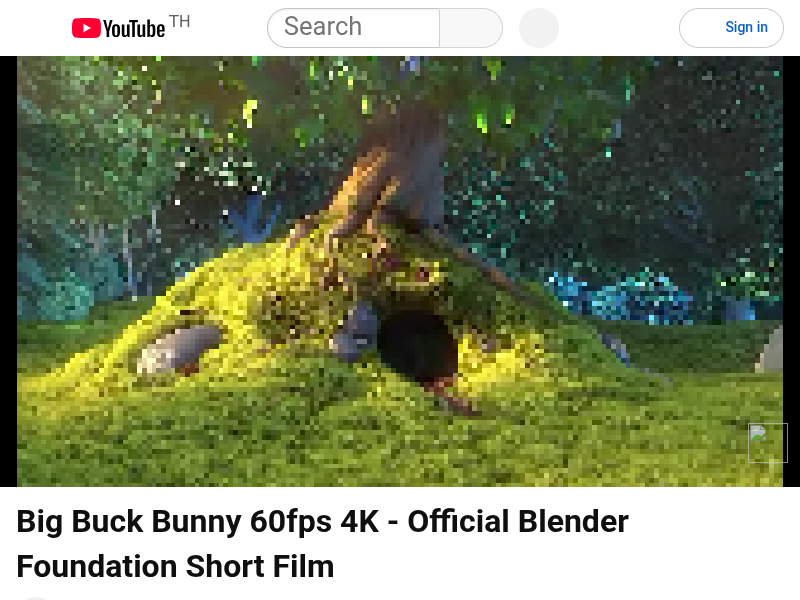 YouTube TH
Search
Sign in
Big Buck Bunny 60fps 4K - Official Blender
Foundation Short Film